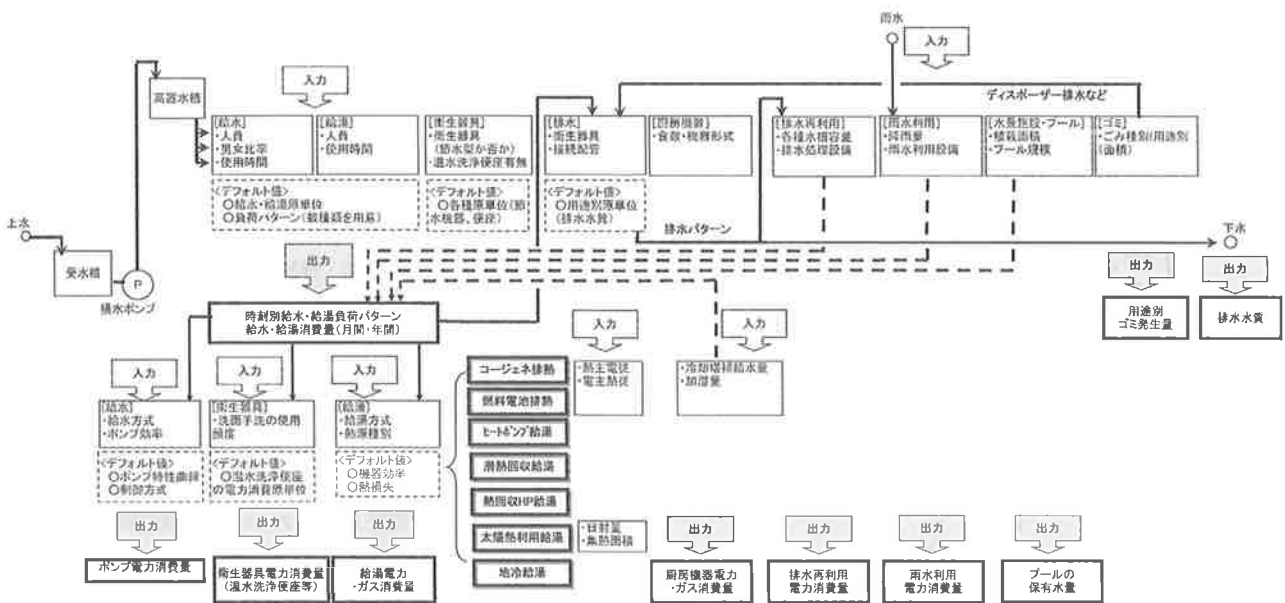 雨水
入力
高置水槽
入力
ディスポーザー排水など
[給水]
・人員
・男女比率
・使用時間
[給湯]
・人員
・使用時間
[衛生器具]
・衛生器具
(節水型か否か)
・温水洗浄便座有無
[排水]
・衛生器具
・接続配管
[厨房機器]
・食数・税務形式
[排水再利用]
・各種水槽容量
・排水処理設備
[雨水利用]
・降雨量
・雨水利用設備
[水景施設・プール]
・植栽面積
・プール規模
[ゴミ]
・ごみ種別(用途別
(面積)
<デフォルト値>
〇給水・給湯原単位
〇負荷パターン(数種類を用意)
<デフォルト値>
〇各種原単位(節
水機器、便座)
<デフォルト値>
〇用途別原単位
(排水水質)
上水
排水パターン
下水
受水槽
P
揚水ポンプ
出力
出力
出力
時刻別給水・給湯負荷パターン
給水・給湯消費量(月間・年間)
用途別
ゴミ発生量
排水水質
入力
入力
入力
入力
入力
[給水]
・給水方式
・ポンプ効率
[衛生器具]
・洗面手洗の使用
頻度
[給湯]
・給湯方式
・熱源種別
コージェネ排熱
・熱主電従
・電主熱従
・冷却塔補給水量
・加湿量
燃料電池排熱
ヒートポンプ給湯
潜熱回収給湯
熱回収HP給湯
太陽熱利用給湯
・日射量
・集熱面積
地冷給湯
<デフォルト値>
〇ポンプ特性曲線
〇制御方式
<デフォルト値>
〇温水洗浄便座
の電力消費原単位
<デフォルト値>
〇機器効率
〇熱損失
出力
出力
出力
出力
出力
出力
出力
ポンプ電力消費量
衛生器具電力消費量
(温水洗浄便座等)
給湯電力
・ガス消費量
厨房機器電力
・ガス消費量
排水再利用
電力消費量
雨水利用
電力消費量
プールの
保有水量